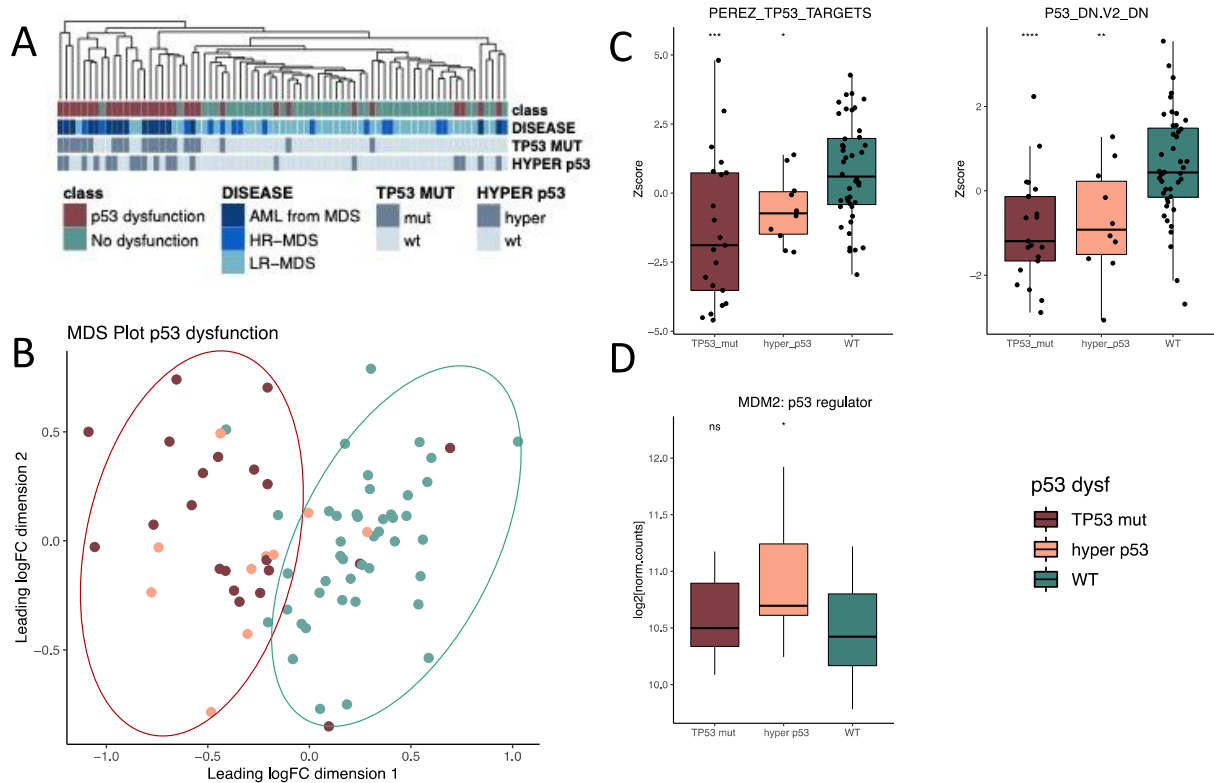 A
class
DISEASE
TP53 MUT
HYPER p53
class
p53 dysfunction
No dysfunction
DISEASE
AML from MDS
HR-MDS
LR-MDS
TP53 MUT
mut
wt
HYPER p53
hyper
wt
B
MDS Plot p53 dysfunction
Leading logFC dimension 2
0.5
0.0
−0.5
−1.0
−0.5
0.0
0.5
1.0
Leading logFC dimension 1
C
PEREZ_TP53_TARGETS
***
*
Zscore
5.0
2.5
0.0
−2.5
−5.0
TP53_mut
hyper_p53
WT
P53_DN.V2_DN
****
**
Zscore
2
0
−2
TP53_mut
hyper_p53
WT
D
MDM2: p53 regulator
ns
*
log2[norm.counts]
12.0
11.5
11.0
10.5
10.0
TP53 mut
hyper p53
WT
p53 dysf
TP53 mut
hyper p53
WT